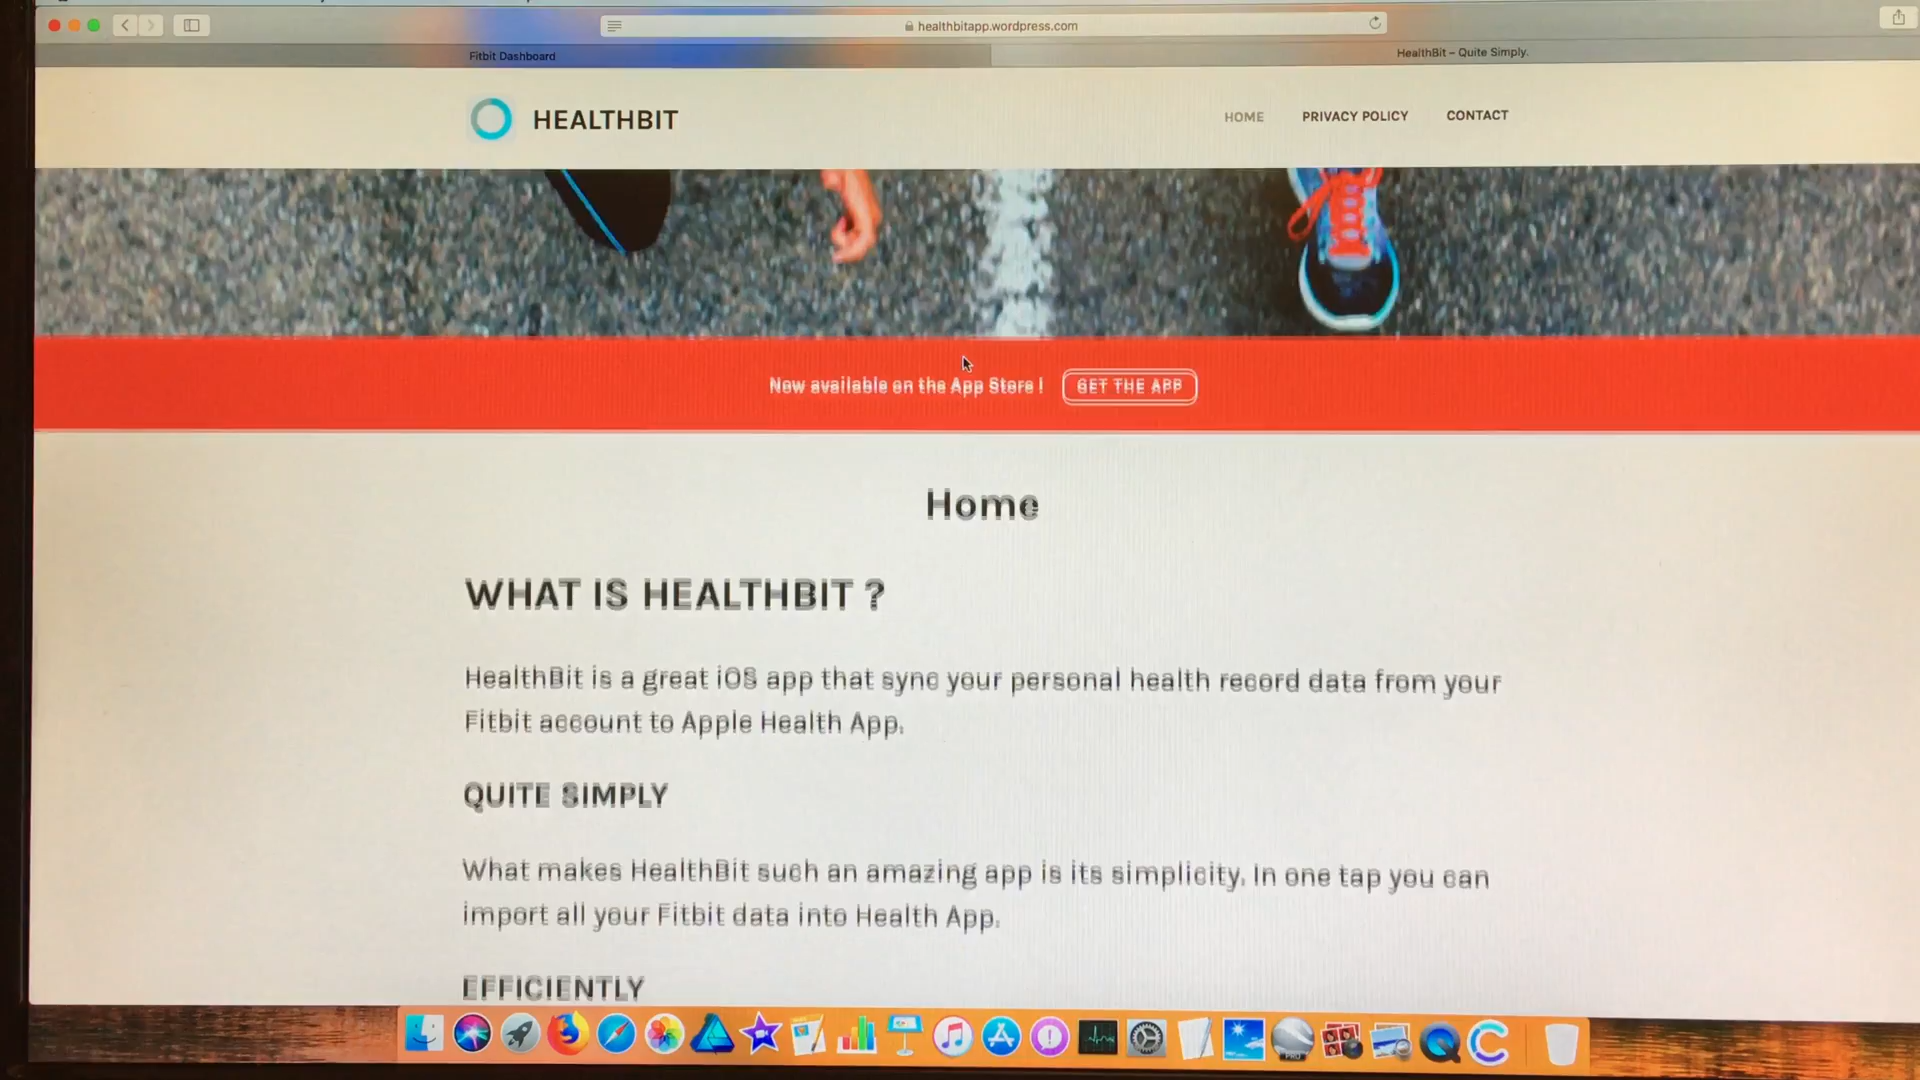 healthbitapp.wordpress.com
Fitbit Dashboard
HealthBit – Quite Simply.
HEALTHBIT
HOME
PRIVACY POLICY
CONTACT
Now available on the App Store !
GET THE APP
Home
WHAT IS HEALTHBIT ?
HealthBit is a great iOS app that sync your personal health record data from your
Fitbit account to Apple Health App.
QUITE SIMPLY
What makes HealthBit such an amazing app is its simplicity. In one tap you can
import all your Fitbit data into Health App.
EFFICIENTLY
PRO